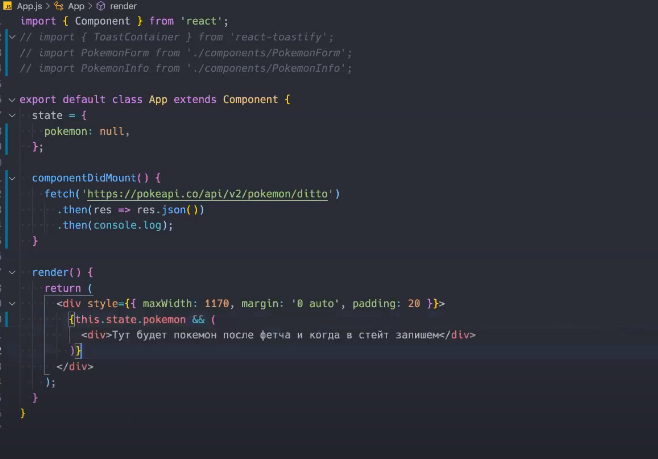 App.js > App > render
import { Component } from 'react';
// import { ToastContainer } from 'react-toastify';
// import PokemonForm from './components/PokemonForm';
// import PokemonInfo from './components/PokemonInfo';
export default class App extends Component {
state = {
pokemon: null,
};
componentDidMount() {
fetch('https://pokeapi.co/api/v2/pokemon/ditto')
.then(res => res.json())
.then(console.log);
}
render() {
return (
<div style={{ maxWidth: 1170, margin: '0 auto', padding: 20 }}>
{this.state.pokemon && (
<div>Тут будет покемон после фетча и когда в стейт запишем</div>
)}
</div>
);
}
}